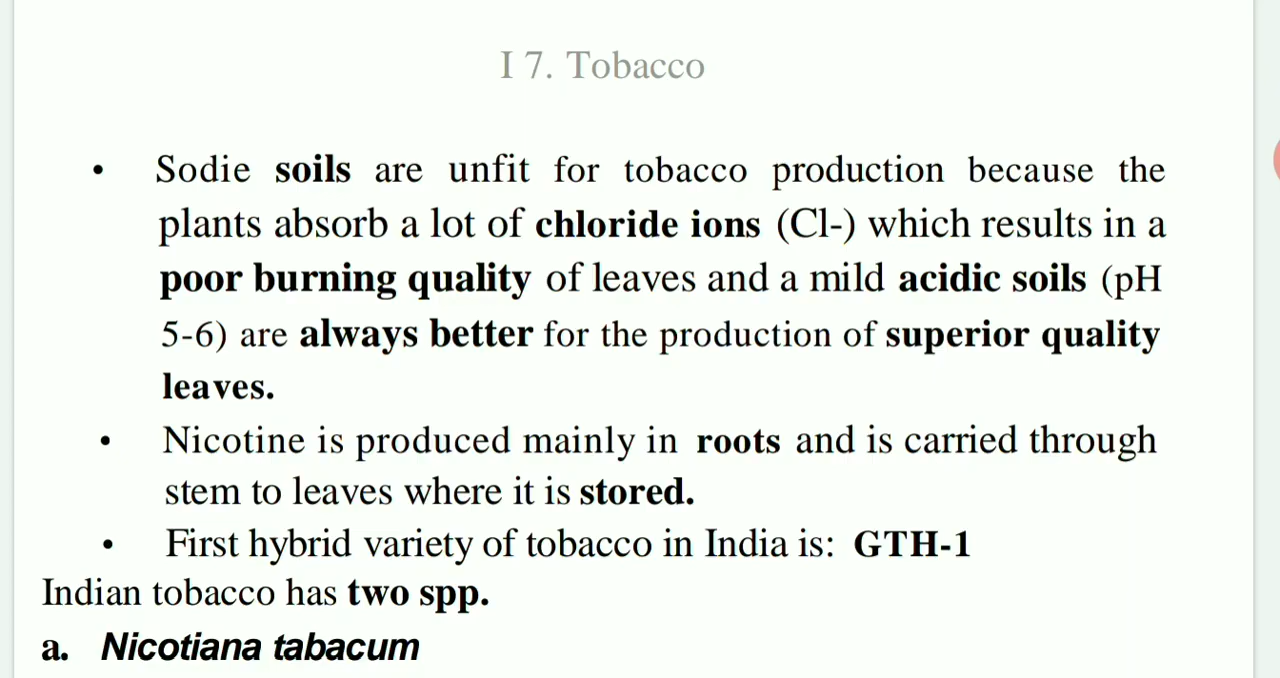 I 7. Tobacco
• Sodie soils are unfit for tobacco production because the
plants absorb a lot of chloride ions (Cl-) which results in a
poor burning quality of leaves and a mild acidic soils (pH
5-6) are always better for the production of superior quality
leaves.
• Nicotine is produced mainly in roots and is carried through
stem to leaves where it is stored.
• First hybrid variety of tobacco in India is: GTH-1
Indian tobacco has two spp.
a. Nicotiana tabacum